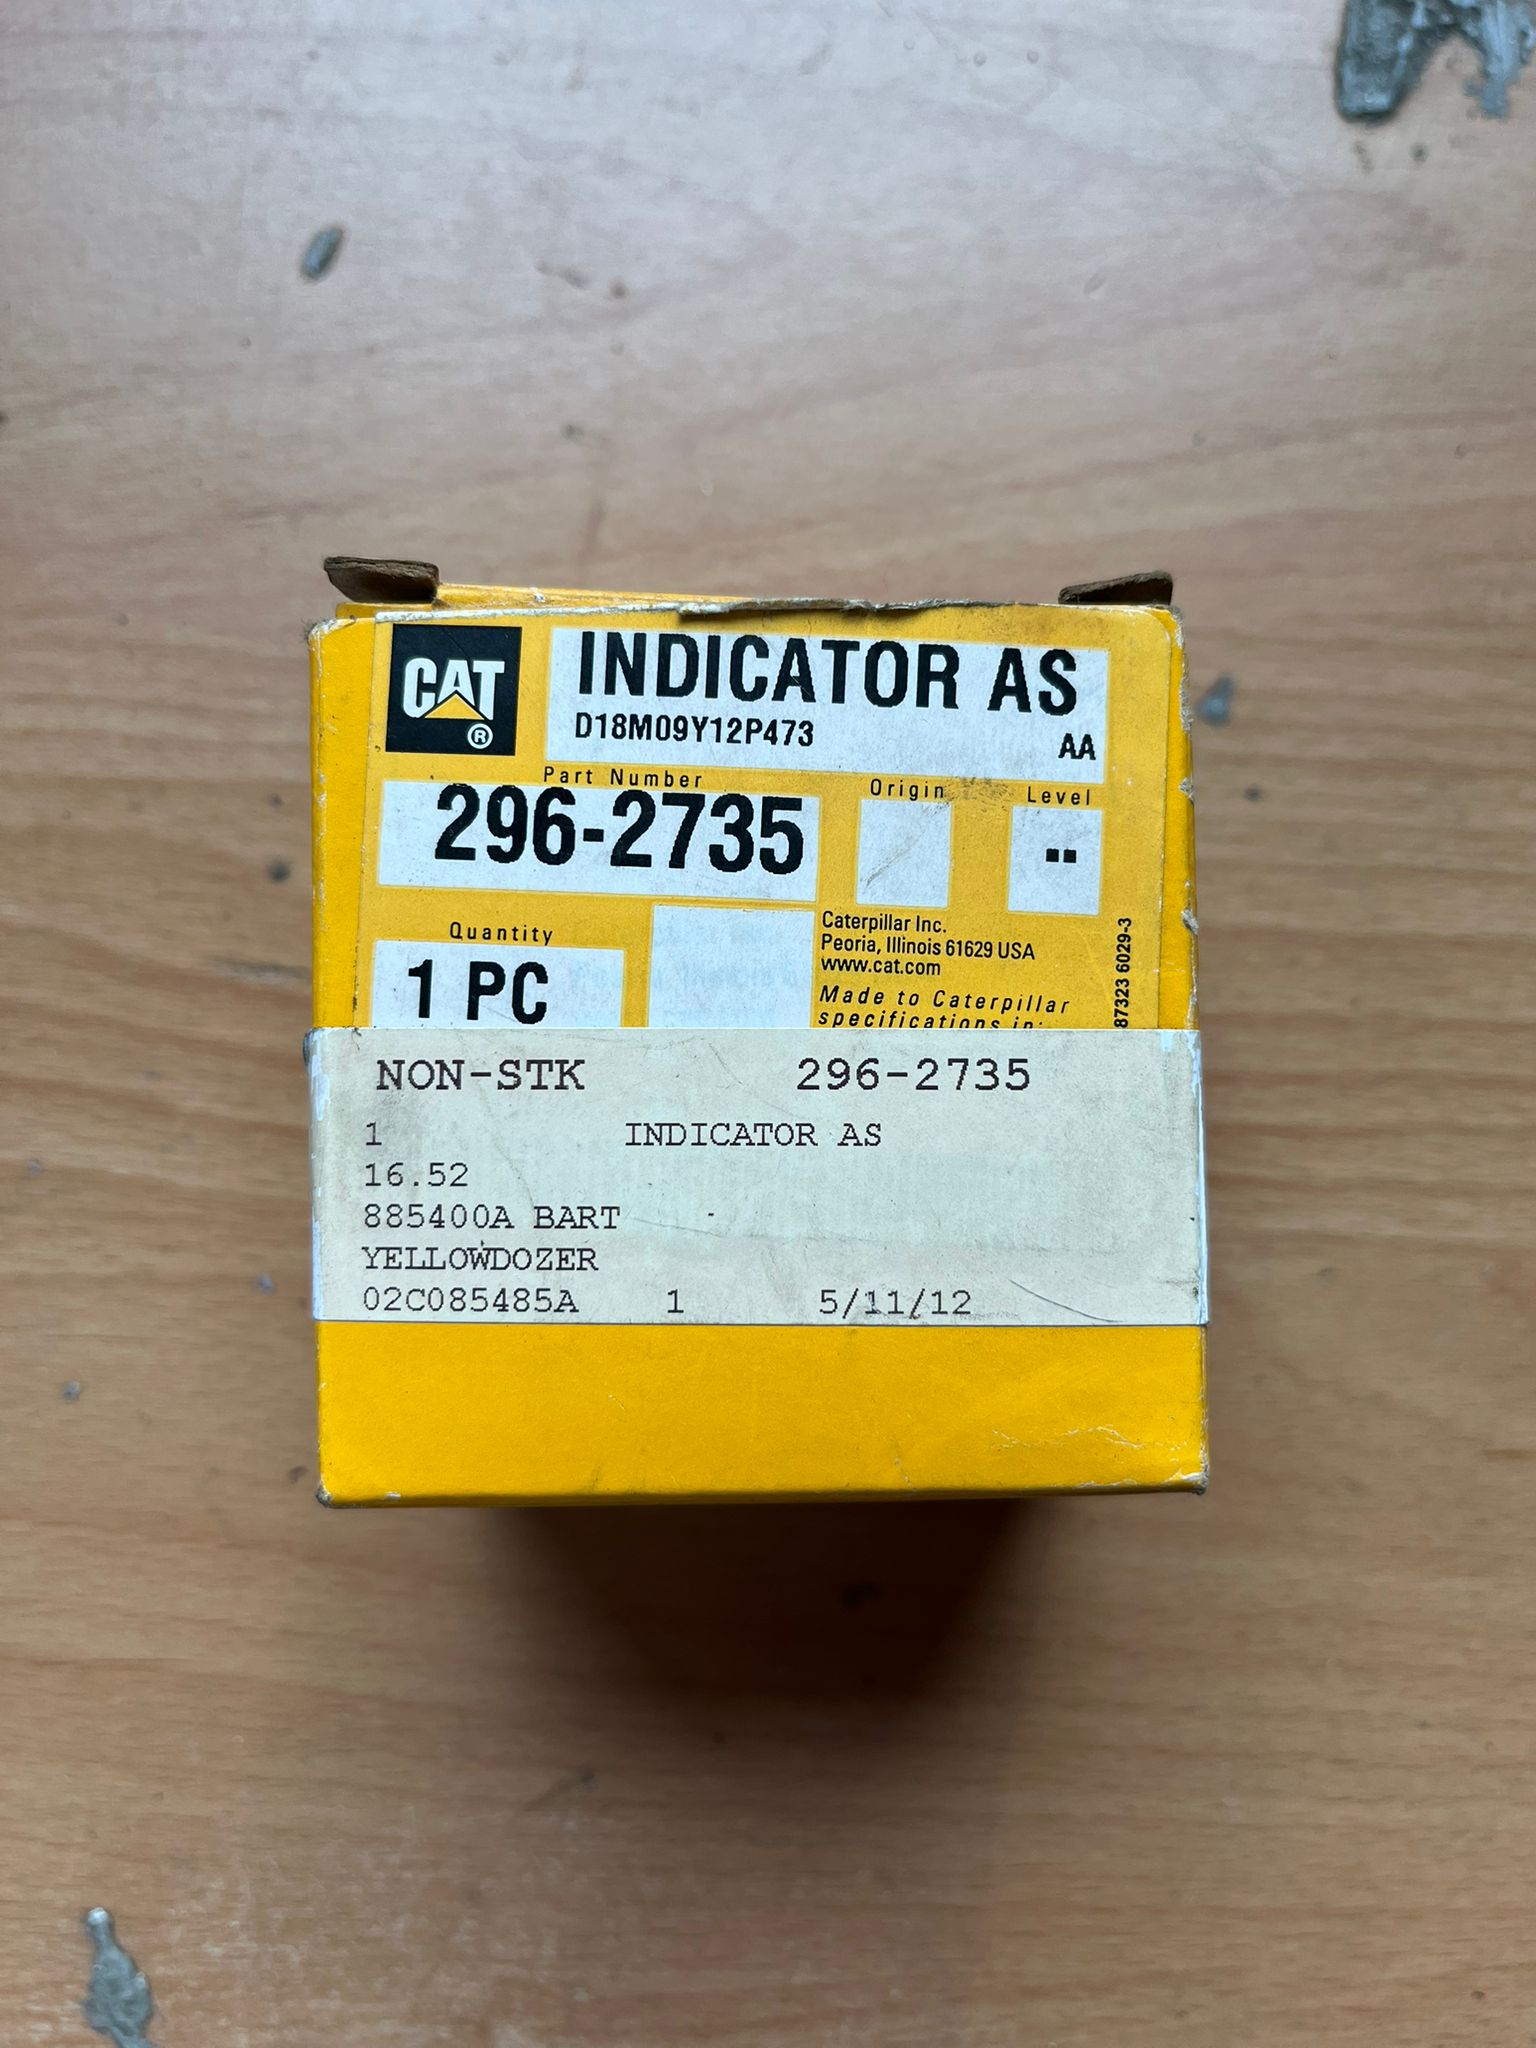 CAT
®
INDICATOR AS
D18M09Y12P473 AA
Part Number Origin Level
296-2735 --
Quantity
1 PC
Caterpillar Inc.
Peoria, Illinois 61629 USA
www.cat.com
Made to Caterpillar
specifications in:
87323 6029-3
NON-STK 296-2735
1 INDICATOR AS
16.52
885400A BART
YELLOWDOZER
02C085485A 1 5/11/12